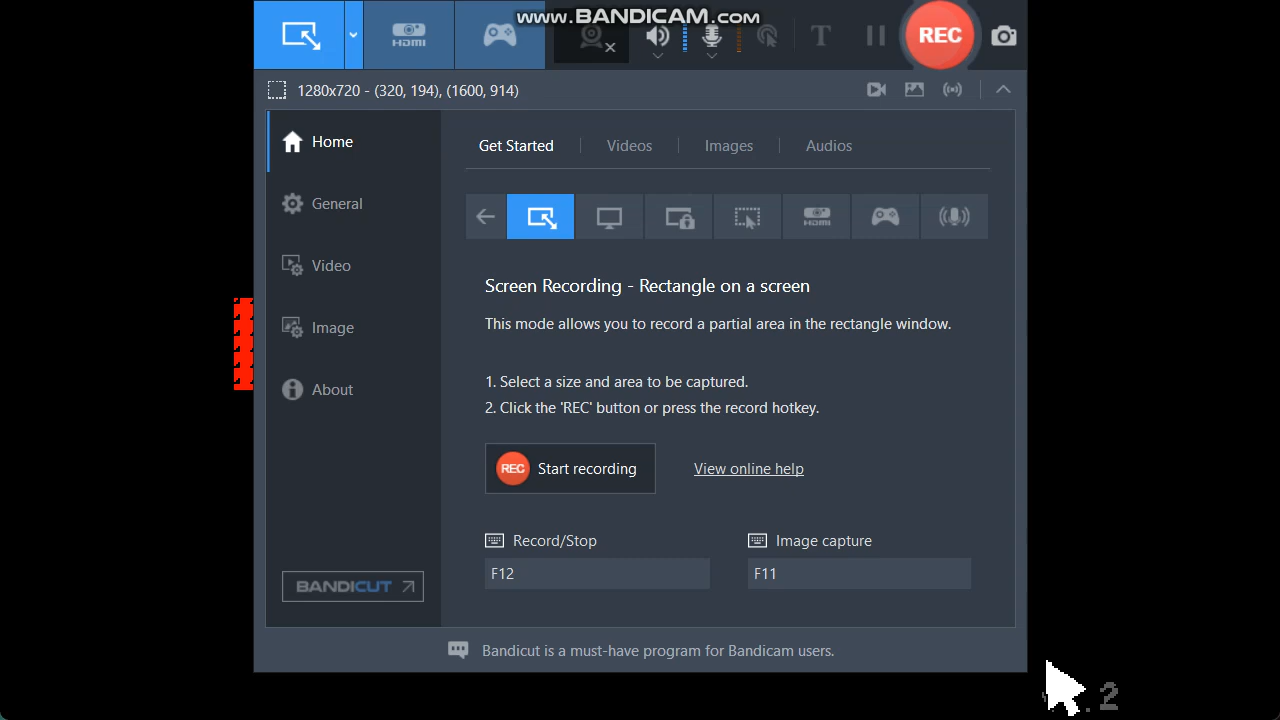 www.BANDICAM.com
HDMI
T
REC
1280x720 - (320, 194), (1600, 914)
Home
General
Video
Image
About
BANDICUT
Get Started
Videos
Images
Audios
HDMI
Screen Recording - Rectangle on a screen
This mode allows you to record a partial area in the rectangle window.
1. Select a size and area to be captured.
2. Click the 'REC' button or press the record hotkey.
REC Start recording
View online help
Record/Stop
Image capture
F12
F11
Bandicut is a must-have program for Bandicam users.
.2